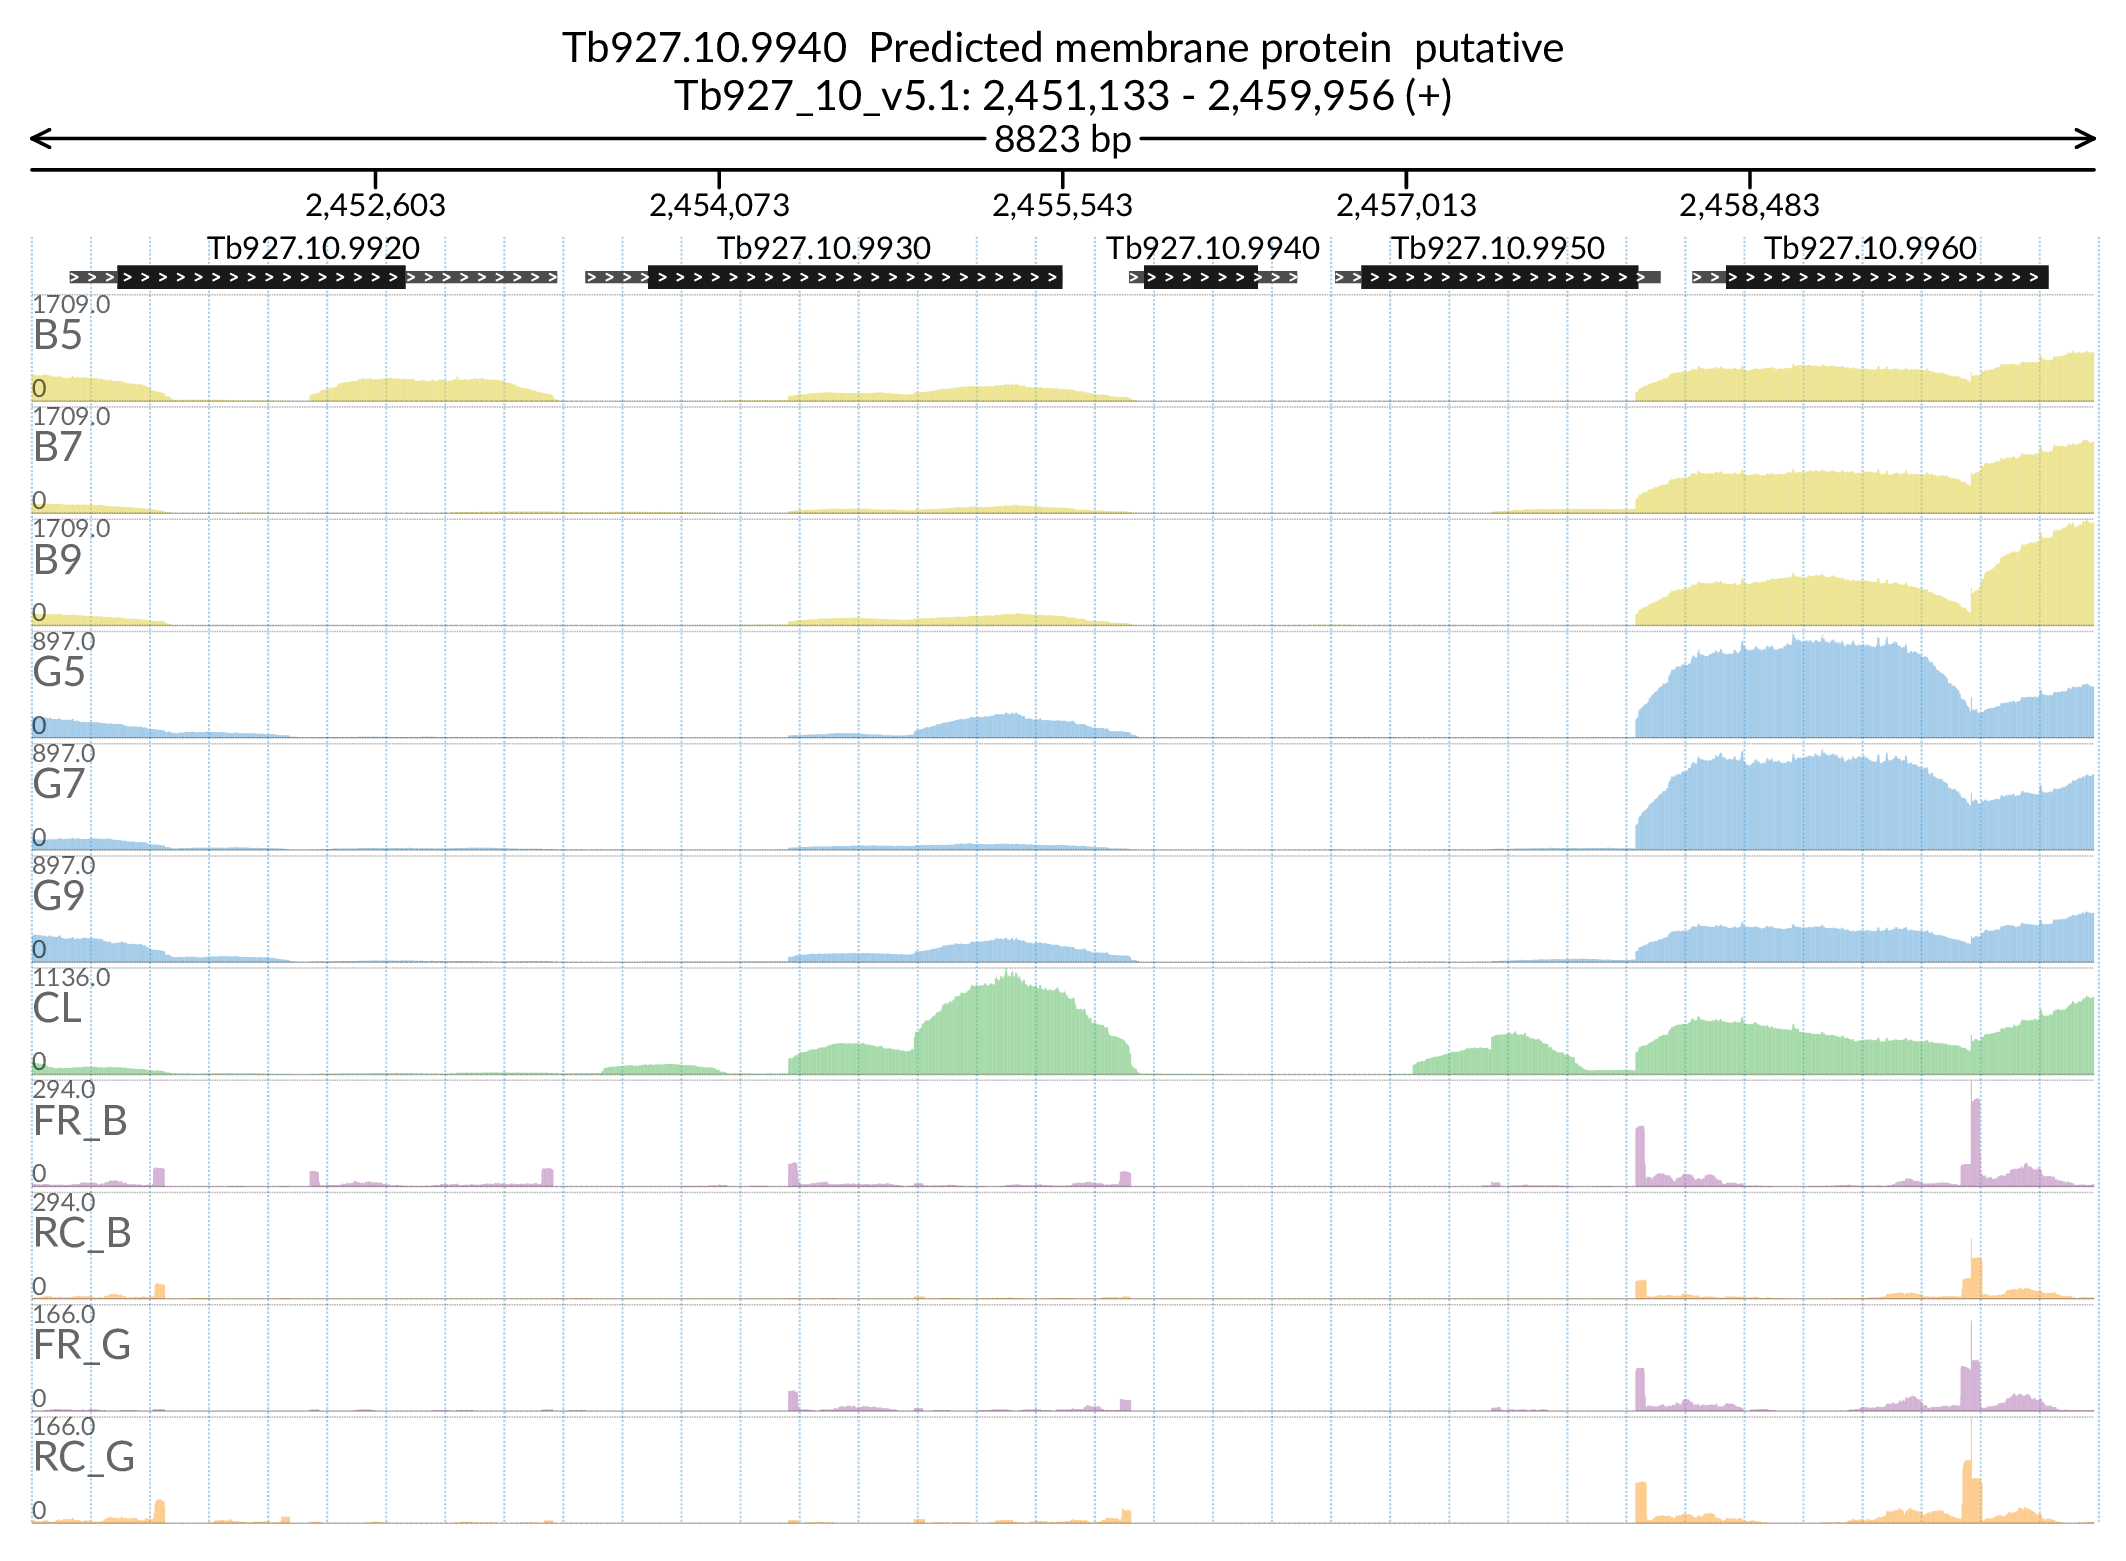 Tb927.10.9940  Predicted membrane protein  putative
Tb927_10_v5.1: 2,451,133 - 2,459,956 (+)
8823 bp
2,452,603 2,454,073 2,455,543 2,457,013 2,458,483
Tb927.10.9920 Tb927.10.9930 Tb927.10.9940 Tb927.10.9950 Tb927.10.9960
1709.0
B5
0
1709.0
B7
0
1709.0
B9
0
897.0
G5
0
897.0
G7
0
897.0
G9
0
1136.0
CL
0
294.0
FR_B
0
294.0
RC_B
0
166.0
FR_G
0
166.0
RC_G
0